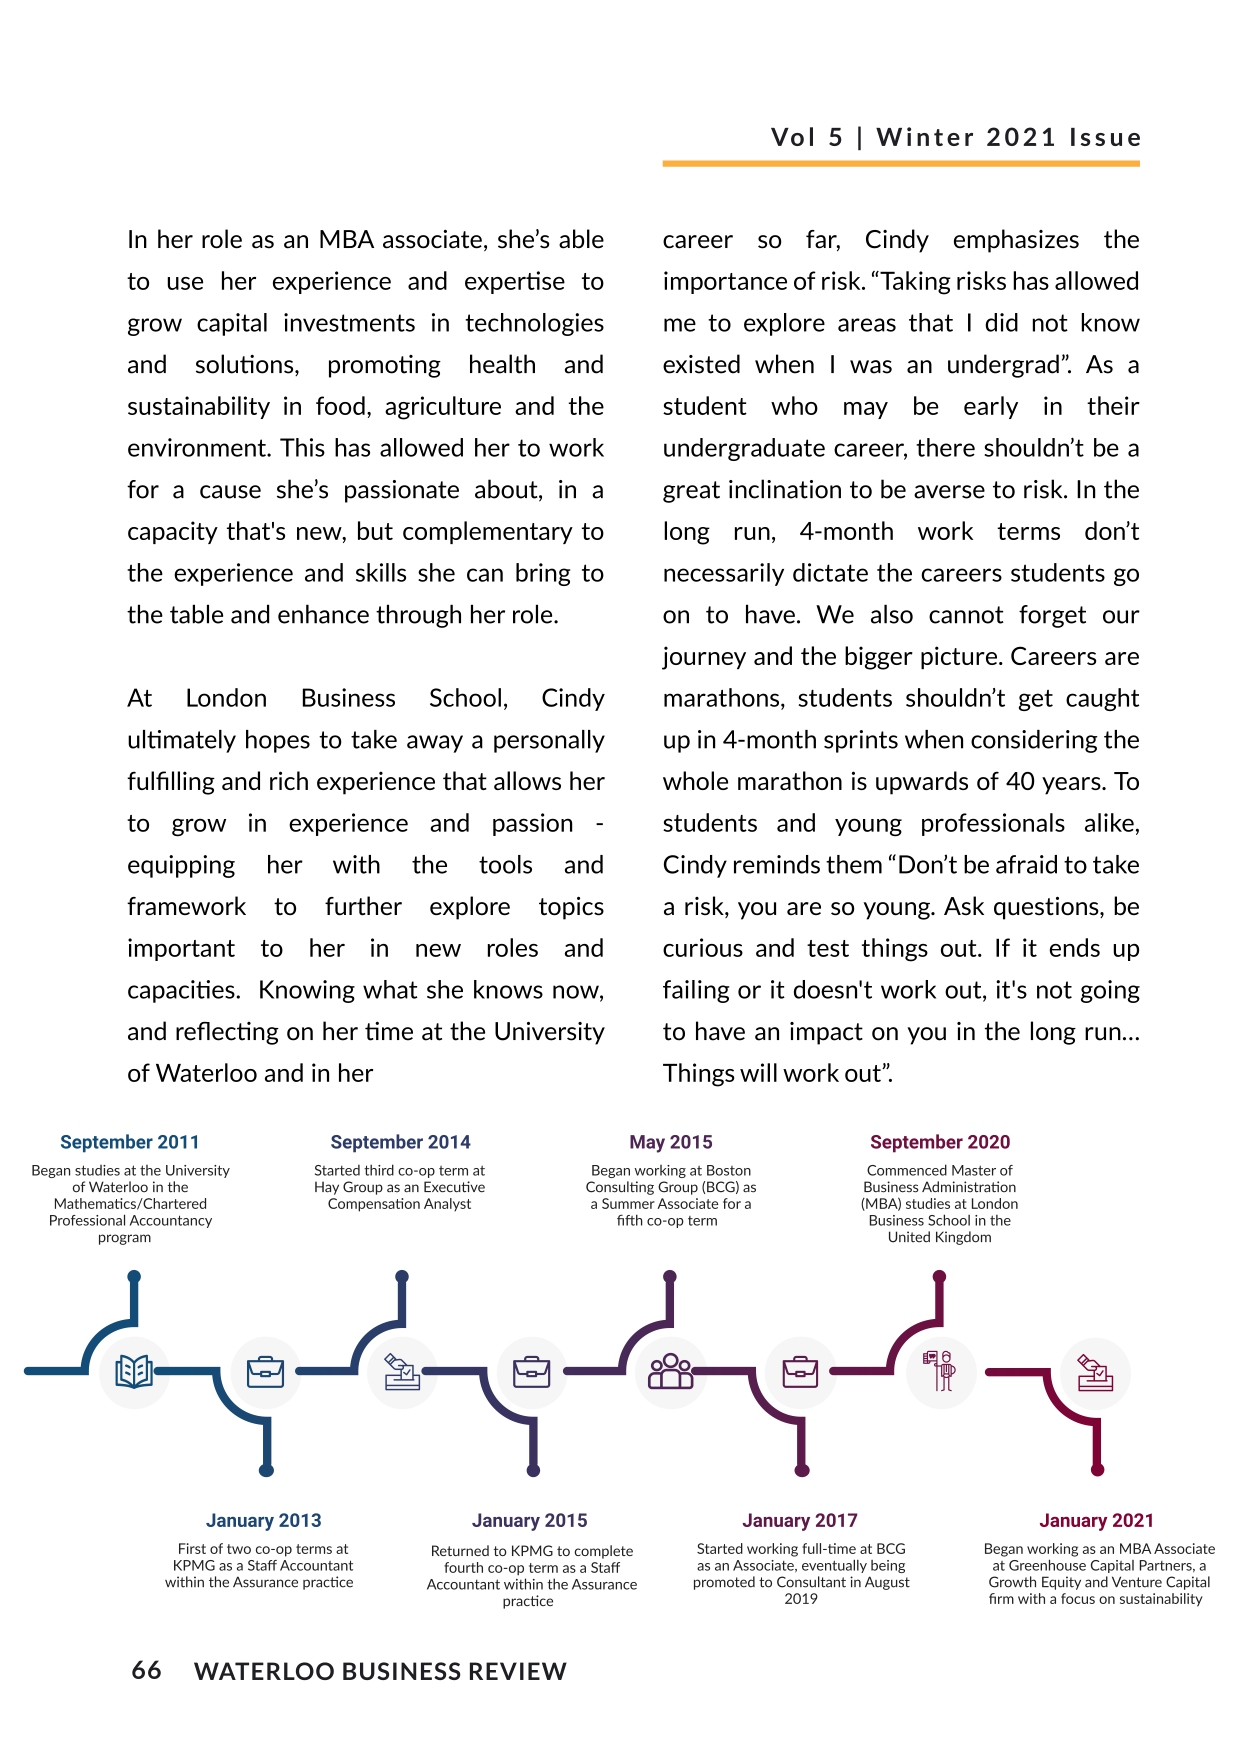 Vol 5 | Winter 2021 Issue
In her role as an MBA associate, she’s able
to use her experience and expertise to
grow capital investments in technologies
and solutions, promoting health and
sustainability in food, agriculture and the
environment. This has allowed her to work
for a cause she’s passionate about, in a
capacity that's new, but complementary to
the experience and skills she can bring to
the table and enhance through her role.
At London Business School, Cindy
ultimately hopes to take away a personally
fulfilling and rich experience that allows her
to grow in experience and passion -
equipping her with the tools and
framework to further explore topics
important to her in new roles and
capacities. Knowing what she knows now,
and reflecting on her time at the University
of Waterloo and in her
career so far, Cindy emphasizes the
importance of risk. “Taking risks has allowed
me to explore areas that I did not know
existed when I was an undergrad”. As a
student who may be early in their
undergraduate career, there shouldn’t be a
great inclination to be averse to risk. In the
long run, 4-month work terms don’t
necessarily dictate the careers students go
on to have. We also cannot forget our
journey and the bigger picture. Careers are
marathons, students shouldn’t get caught
up in 4-month sprints when considering the
whole marathon is upwards of 40 years. To
students and young professionals alike,
Cindy reminds them “Don’t be afraid to take
a risk, you are so young. Ask questions, be
curious and test things out. If it ends up
failing or it doesn't work out, it's not going
to have an impact on you in the long run...
Things will work out”.
September 2011
Began studies at the University
of Waterloo in the
Mathematics/Chartered
Professional Accountancy
program
September 2014
Started third co-op term at
Hay Group as an Executive
Compensation Analyst
May 2015
Began working at Boston
Consulting Group (BCG) as
a Summer Associate for a
fifth co-op term
September 2020
Commenced Master of
Business Administration
(MBA) studies at London
Business School in the
United Kingdom
January 2013
First of two co-op terms at
KPMG as a Staff Accountant
within the Assurance practice
January 2015
Returned to KPMG to complete
fourth co-op term as a Staff
Accountant within the Assurance
practice
January 2017
Started working full-time at BCG
as an Associate, eventually being
promoted to Consultant in August
2019
January 2021
Began working as an MBA Associate
at Greenhouse Capital Partners, a
Growth Equity and Venture Capital
firm with a focus on sustainability
66 WATERLOO BUSINESS REVIEW